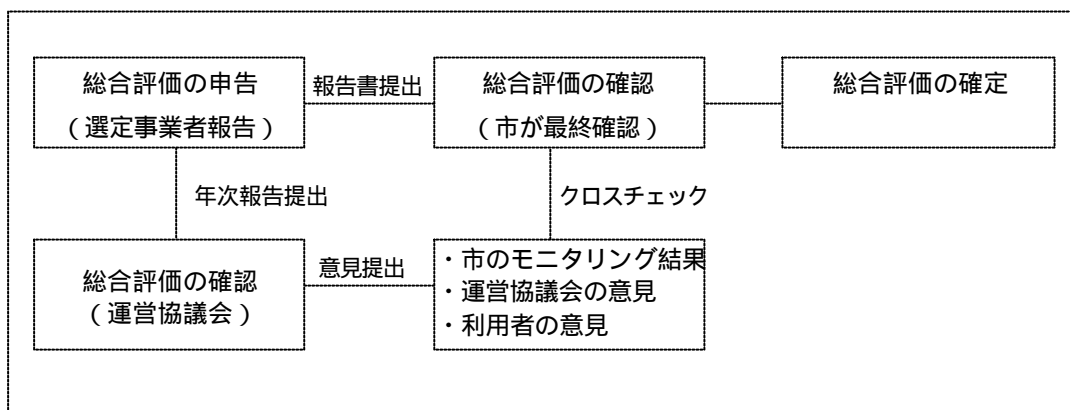 総合評価の申告
（選定事業者報告）
報告書提出
総合評価の確認
（市が最終確認）
総合評価の確定
年次報告提出
クロスチェック
総合評価の確認
（運営協議会）
意見提出
・市のモニタリング結果
・運営協議会の意見
・利用者の意見